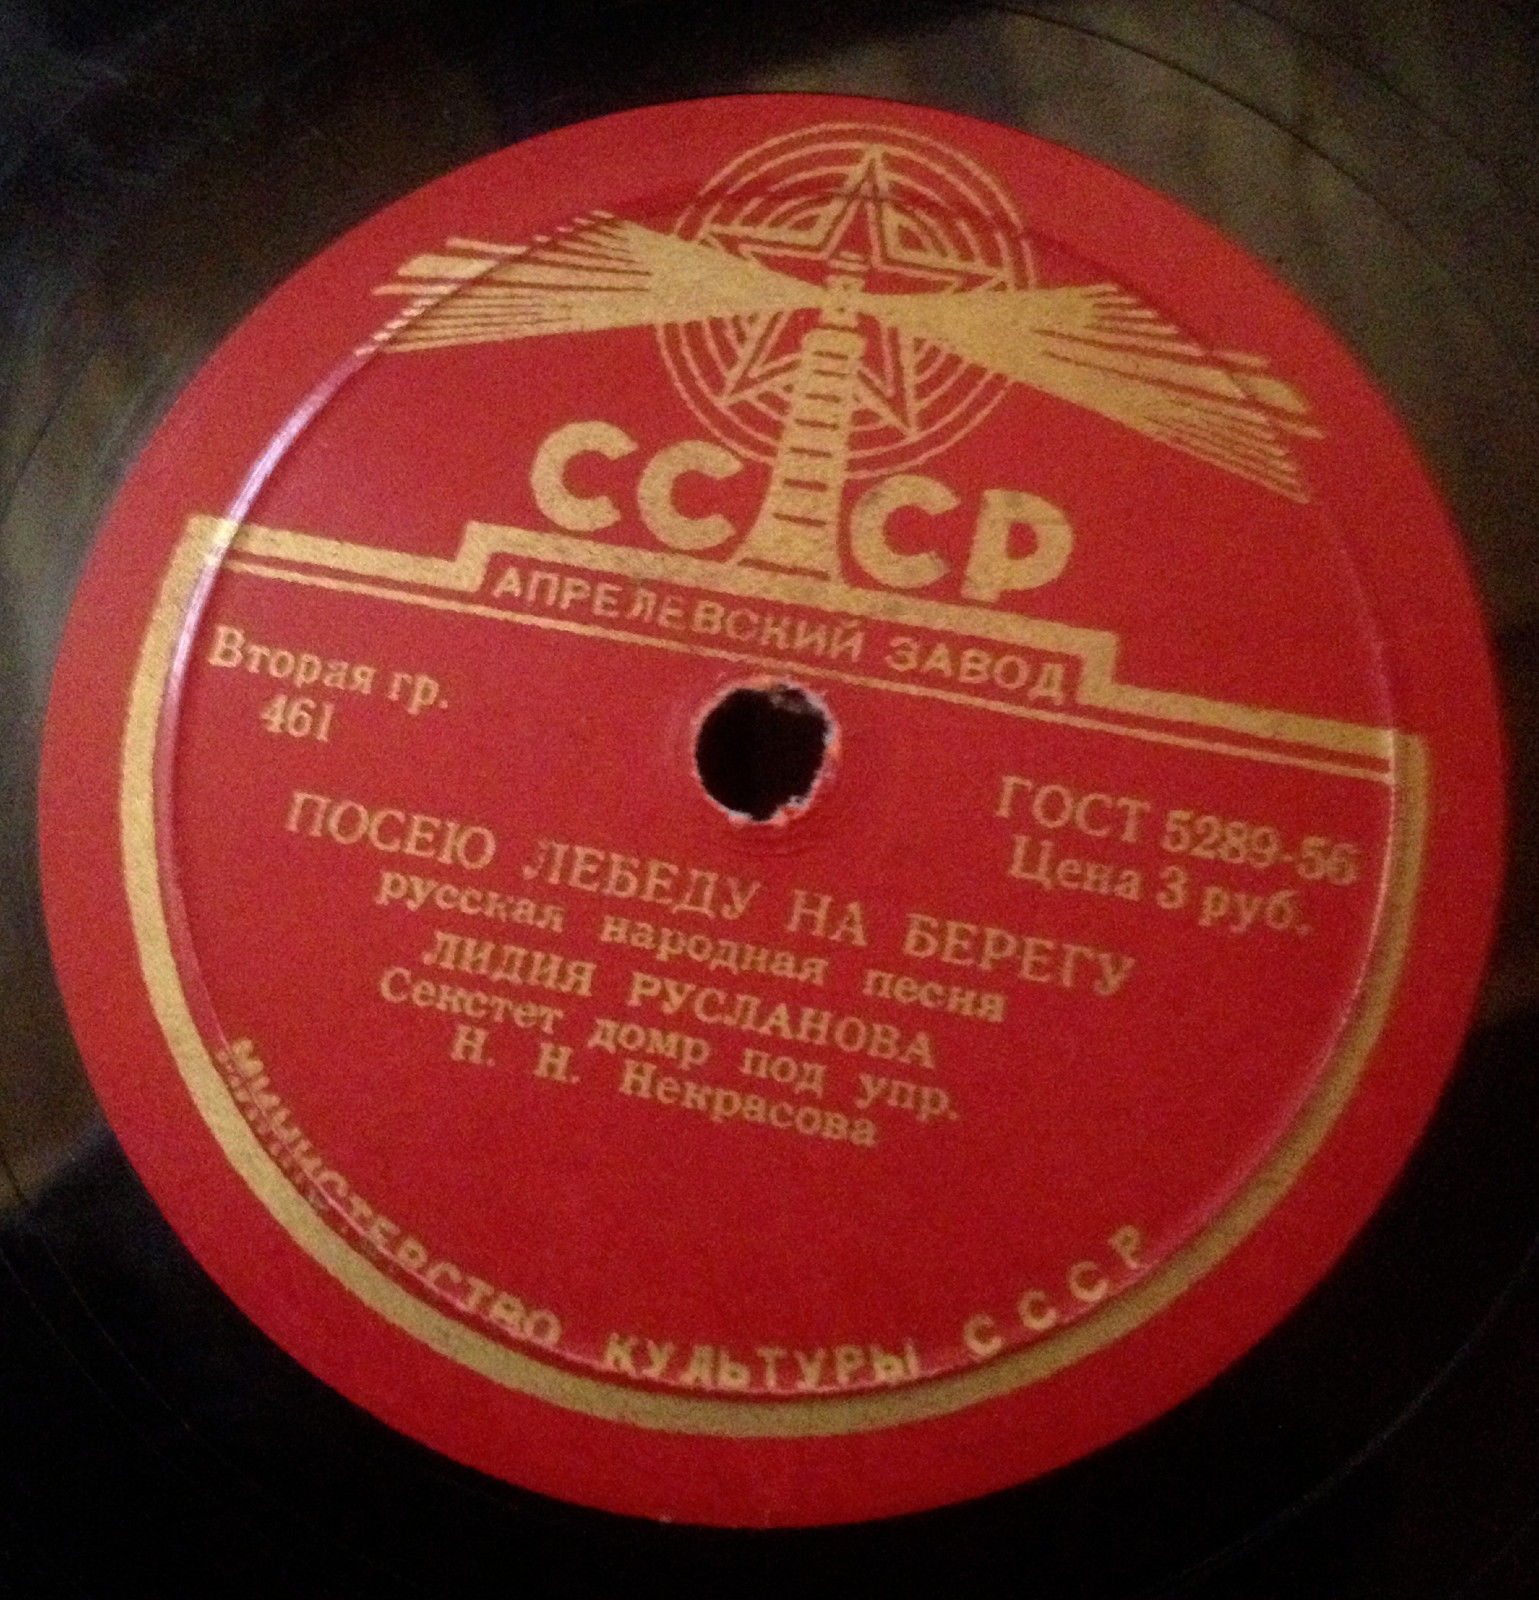 СССР
АПРЕЛЕВСКИЙ ЗАВОД
Вторая гр.
461
ГОСТ 5289-56
Цена 3 руб.
ПОСЕЮ ЛЕБЕДУ НА БЕРЕГУ
русская народная песня
ЛИДИЯ РУСЛАНОВА
Секстет домр под упр.
Н. Н. Некрасова
МИНИСТЕРСТВО КУЛЬТУРЫ СССР